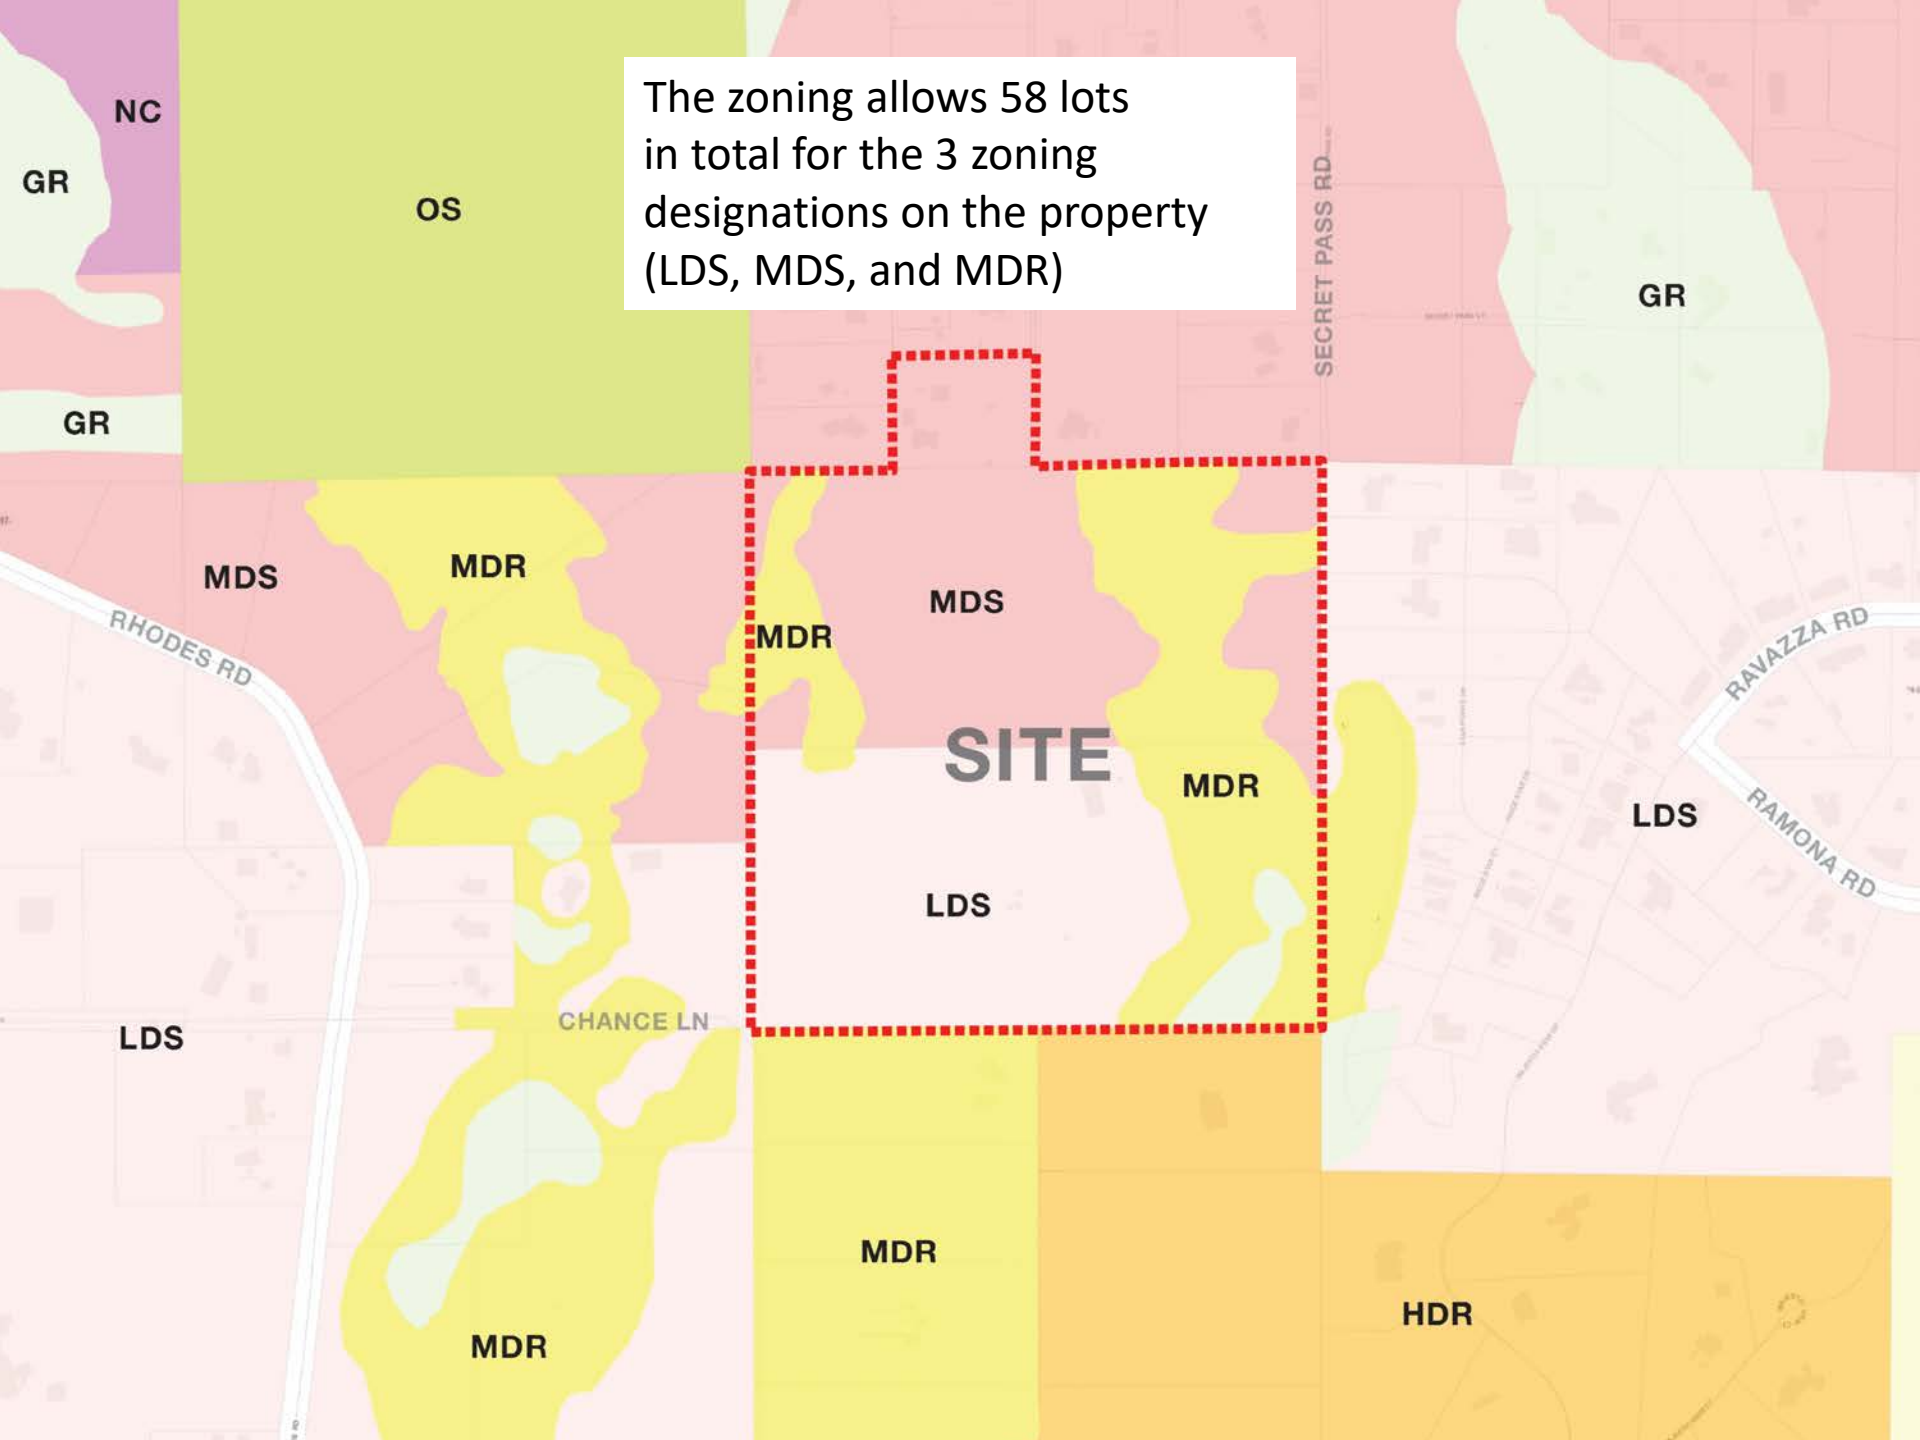 The zoning allows 58 lots
in total for the 3 zoning
designations on the property
(LDS, MDS, and MDR)
NC
GR
OS
SECRET PASS RD
GR
GR
MDS
MDR
MDR
MDS
RHODES RD
RAVAZZA RD
SITE
MDR
LDS
RAMONA RD
LDS
CHANCE LN
LDS
MDR
HDR
MDR